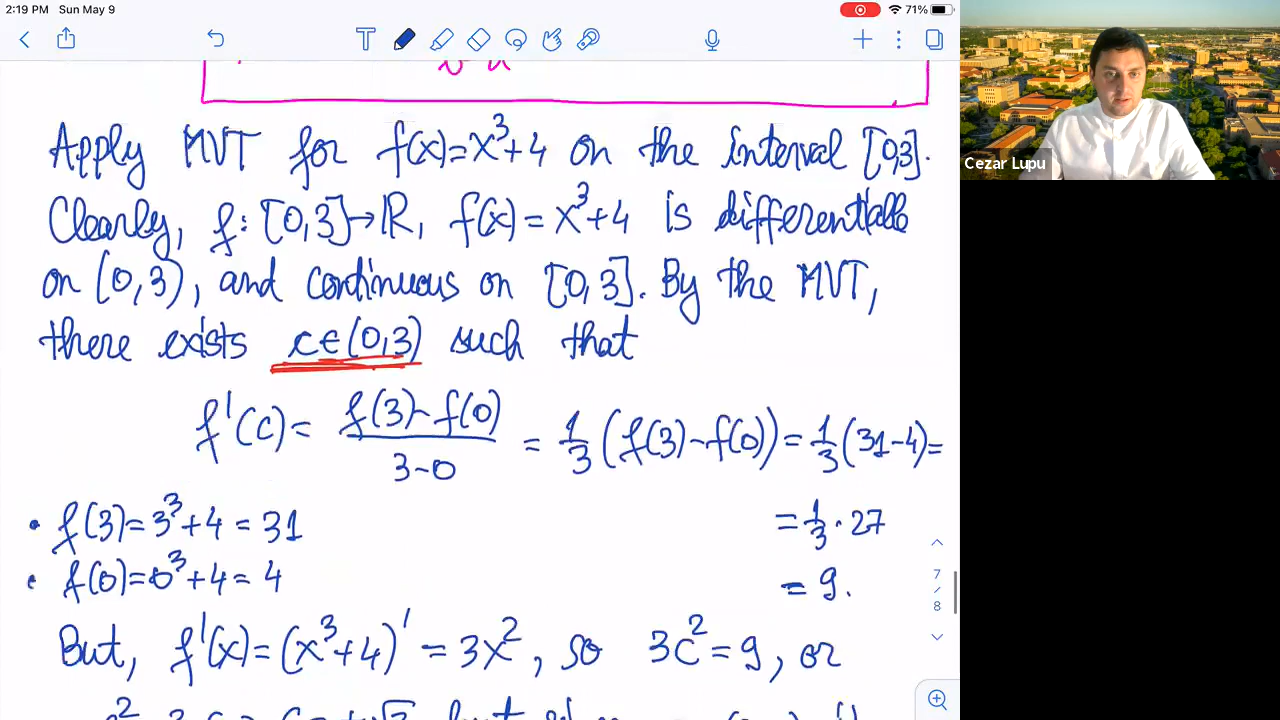 2:19 PM Sun May 9
71%
Cezar Lupu
Apply MVT for f(x)=x³+4 on the interval [0,3].
Clearly, f: [0,3]→ℝ, f(x)=x³+4 is differentiable
on (0,3), and continuous on [0,3]. By the MVT,
there exists c∈(0,3) such that
f'(c)= (f(3)-f(0))/(3-0) = 1/3 (f(3)-f(0)) = 1/3 (31-4)=
• f(3)=3³+4=31
= 1/3 · 27
• f(0)=0³+4=4
= 9.
But, f'(x)=(x³+4)' = 3x², so 3c²=9, or
7
/
8